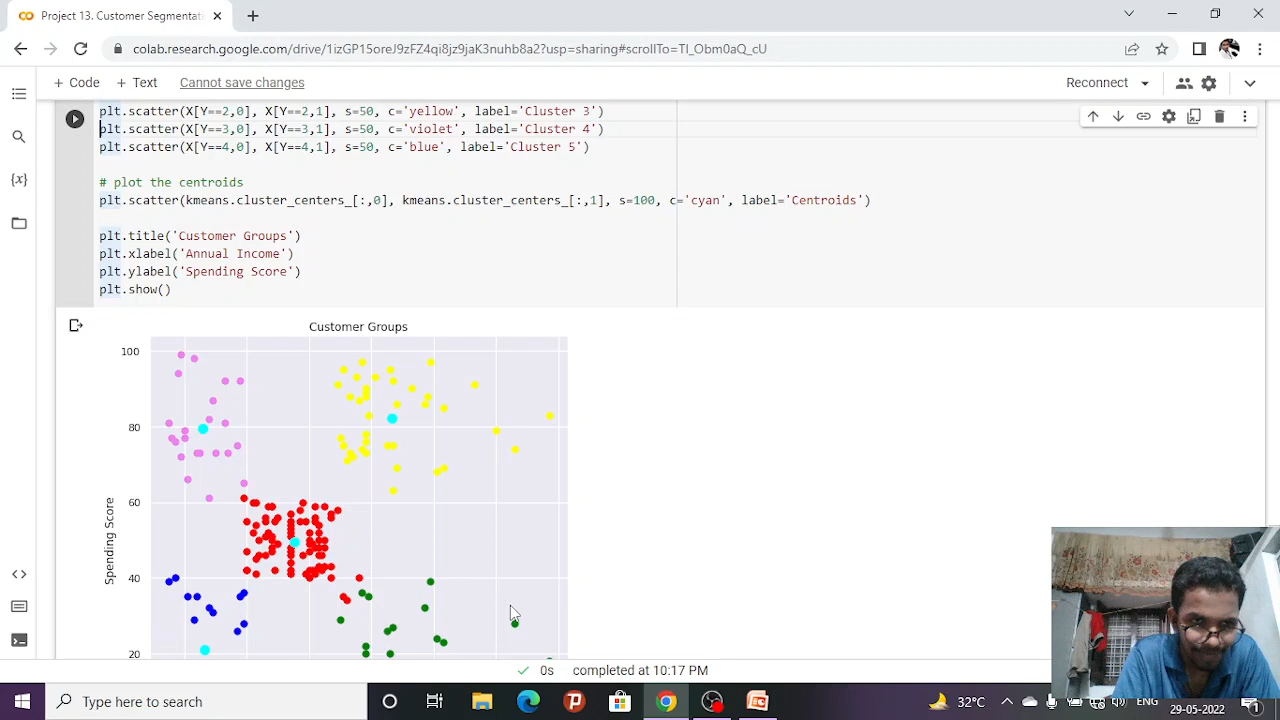 Project 13. Customer Segmentat
colab.research.google.com/drive/1izGP15oreJ9zFZ4qi8jz9jaK3nuhb8a2?usp=sharing#scrollTo=TI_Obm0aQ_cU
+ Code + Text Cannot save changes
Reconnect
plt.scatter(X[Y==2,0], X[Y==2,1], s=50, c='yellow', label='Cluster 3')
plt.scatter(X[Y==3,0], X[Y==3,1], s=50, c='violet', label='Cluster 4')
plt.scatter(X[Y==4,0], X[Y==4,1], s=50, c='blue', label='Cluster 5')
# plot the centroids
plt.scatter(kmeans.cluster_centers_[:,0], kmeans.cluster_centers_[:,1], s=100, c='cyan', label='Centroids')
plt.title('Customer Groups')
plt.xlabel('Annual Income')
plt.ylabel('Spending Score')
plt.show()
Customer Groups
100
80
60
40
20
Spending Score
0s completed at 10:17 PM
Type here to search
32°C
ENG
10:19 PM
29-05-2022
1